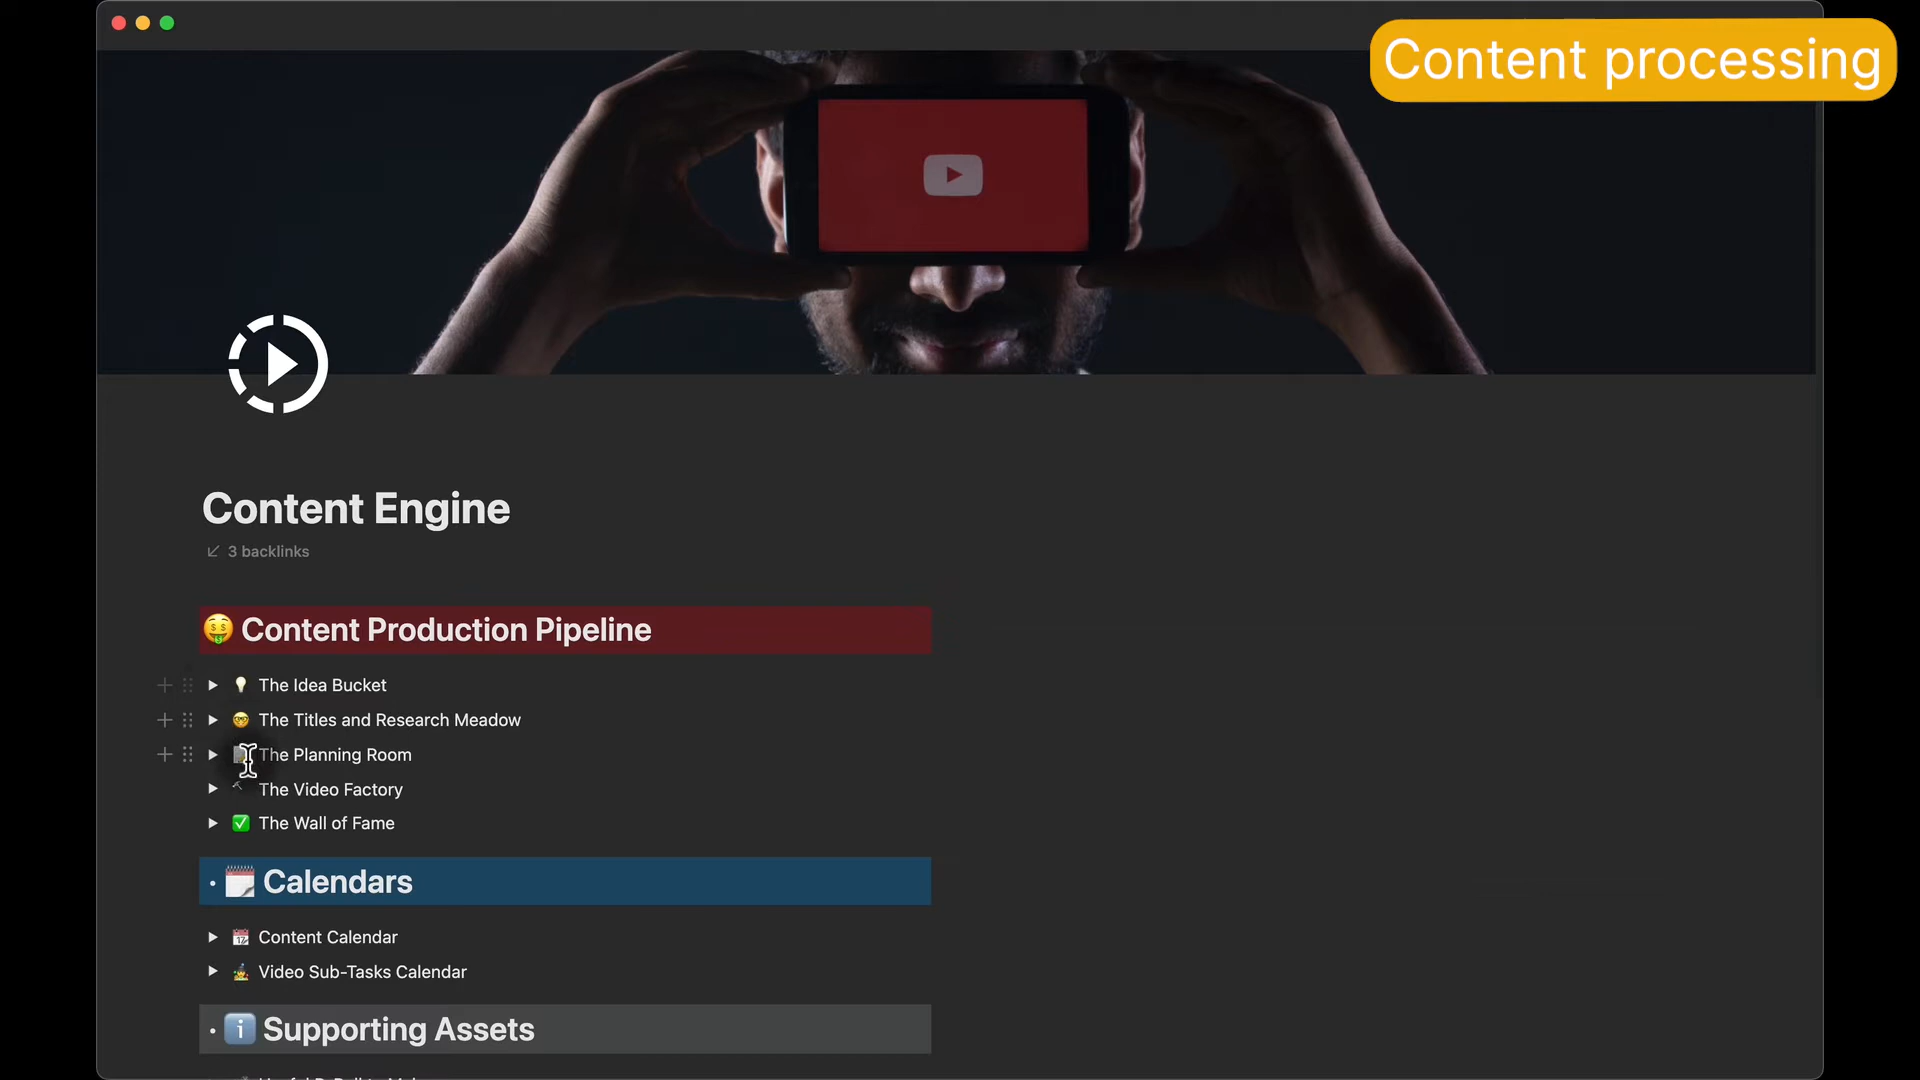 Content processing
Content Engine
3 backlinks
Content Production Pipeline
The Idea Bucket
The Titles and Research Meadow
The Planning Room
The Video Factory
The Wall of Fame
Calendars
Content Calendar
Video Sub-Tasks Calendar
Supporting Assets